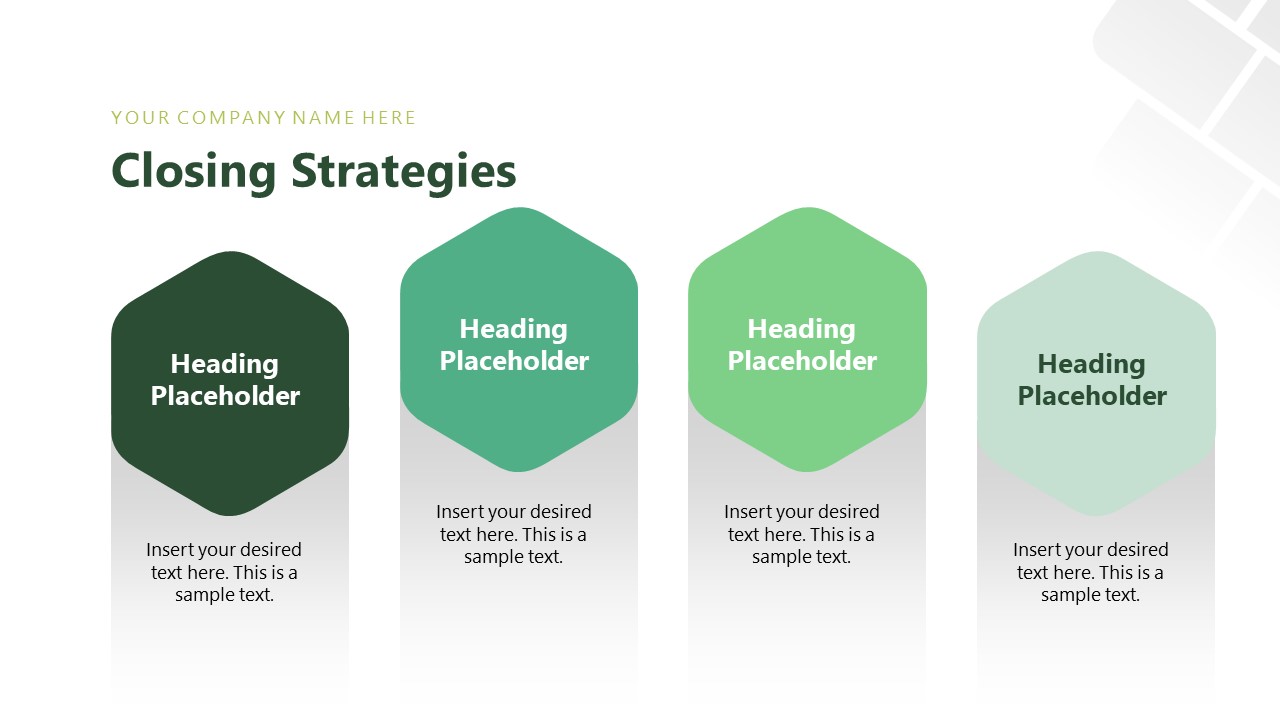 YOUR COMPANY NAME HERE
Closing Strategies
Heading
Placeholder
Insert your desired
text here. This is a
sample text.
Heading
Placeholder
Insert your desired
text here. This is a
sample text.
Heading
Placeholder
Insert your desired
text here. This is a
sample text.
Heading
Placeholder
Insert your desired
text here. This is a
sample text.